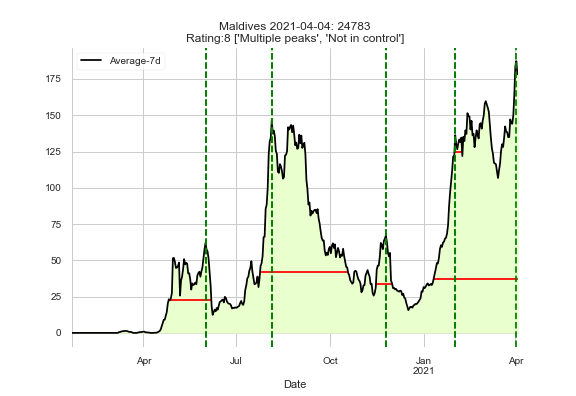 Maldives 2021-04-04: 24783
Rating:8 ['Multiple peaks', 'Not in control']
Average-7d
175
150
125
100
75
50
25
0
Apr
Jul
Oct
Jan
2021
Apr
Date